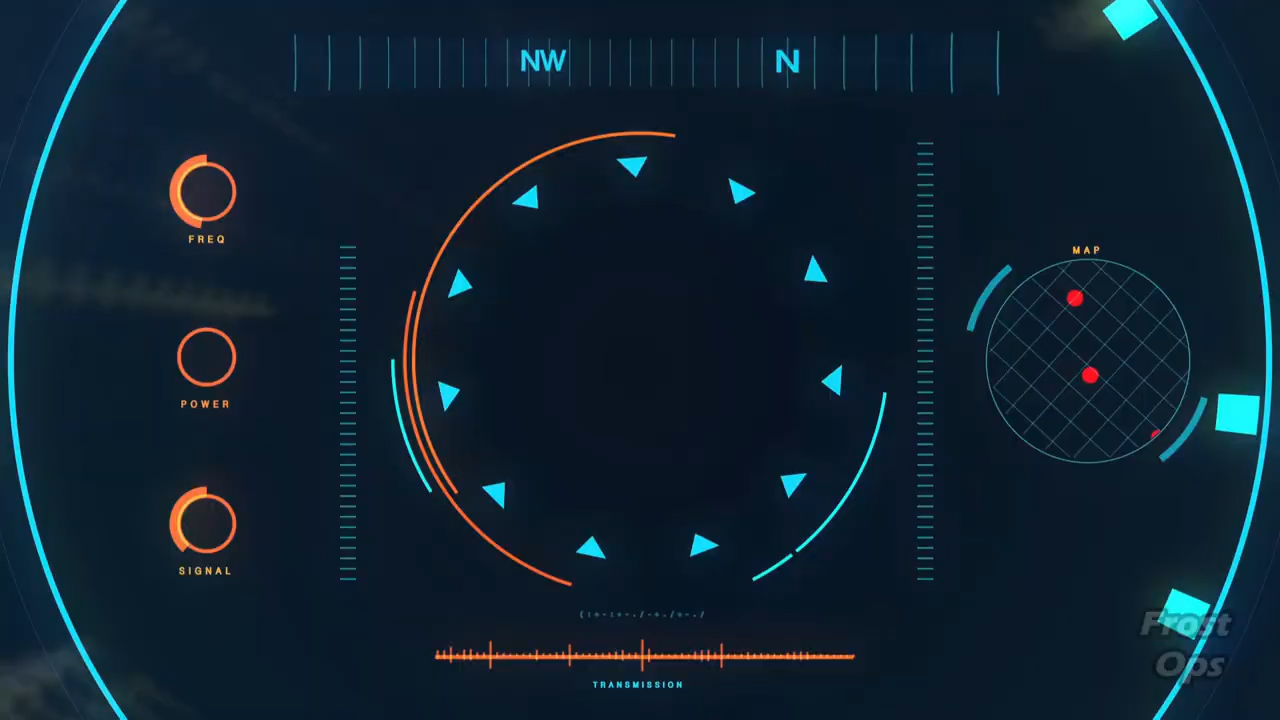 NW N
FREQ
MAP
POWER
SIGNAL
TRANSMISSION
Frost
Ops